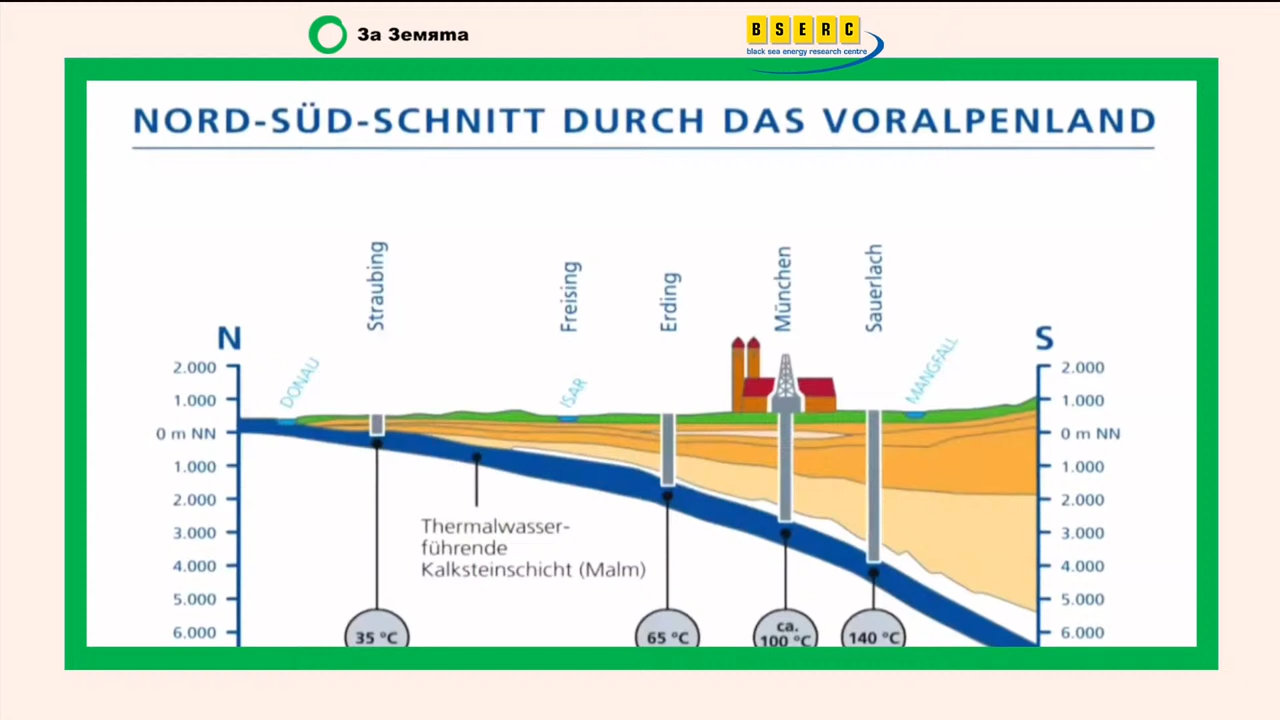 За Земята
BSERC
black sea energy research centre
NORD-SÜD-SCHNITT DURCH DAS VORALPENLAND
Straubing
Freising
Erding
München
Sauerlach
N
S
DONAU
ISAR
MANGFALL
2.000
1.000
0 m NN
1.000
2.000
3.000
4.000
5.000
6.000
2.000
1.000
0 m NN
1.000
2.000
3.000
4.000
5.000
6.000
Thermalwasser-
führende
Kalksteinschicht (Malm)
35 °C
65 °C
ca.
100 °C
140 °C